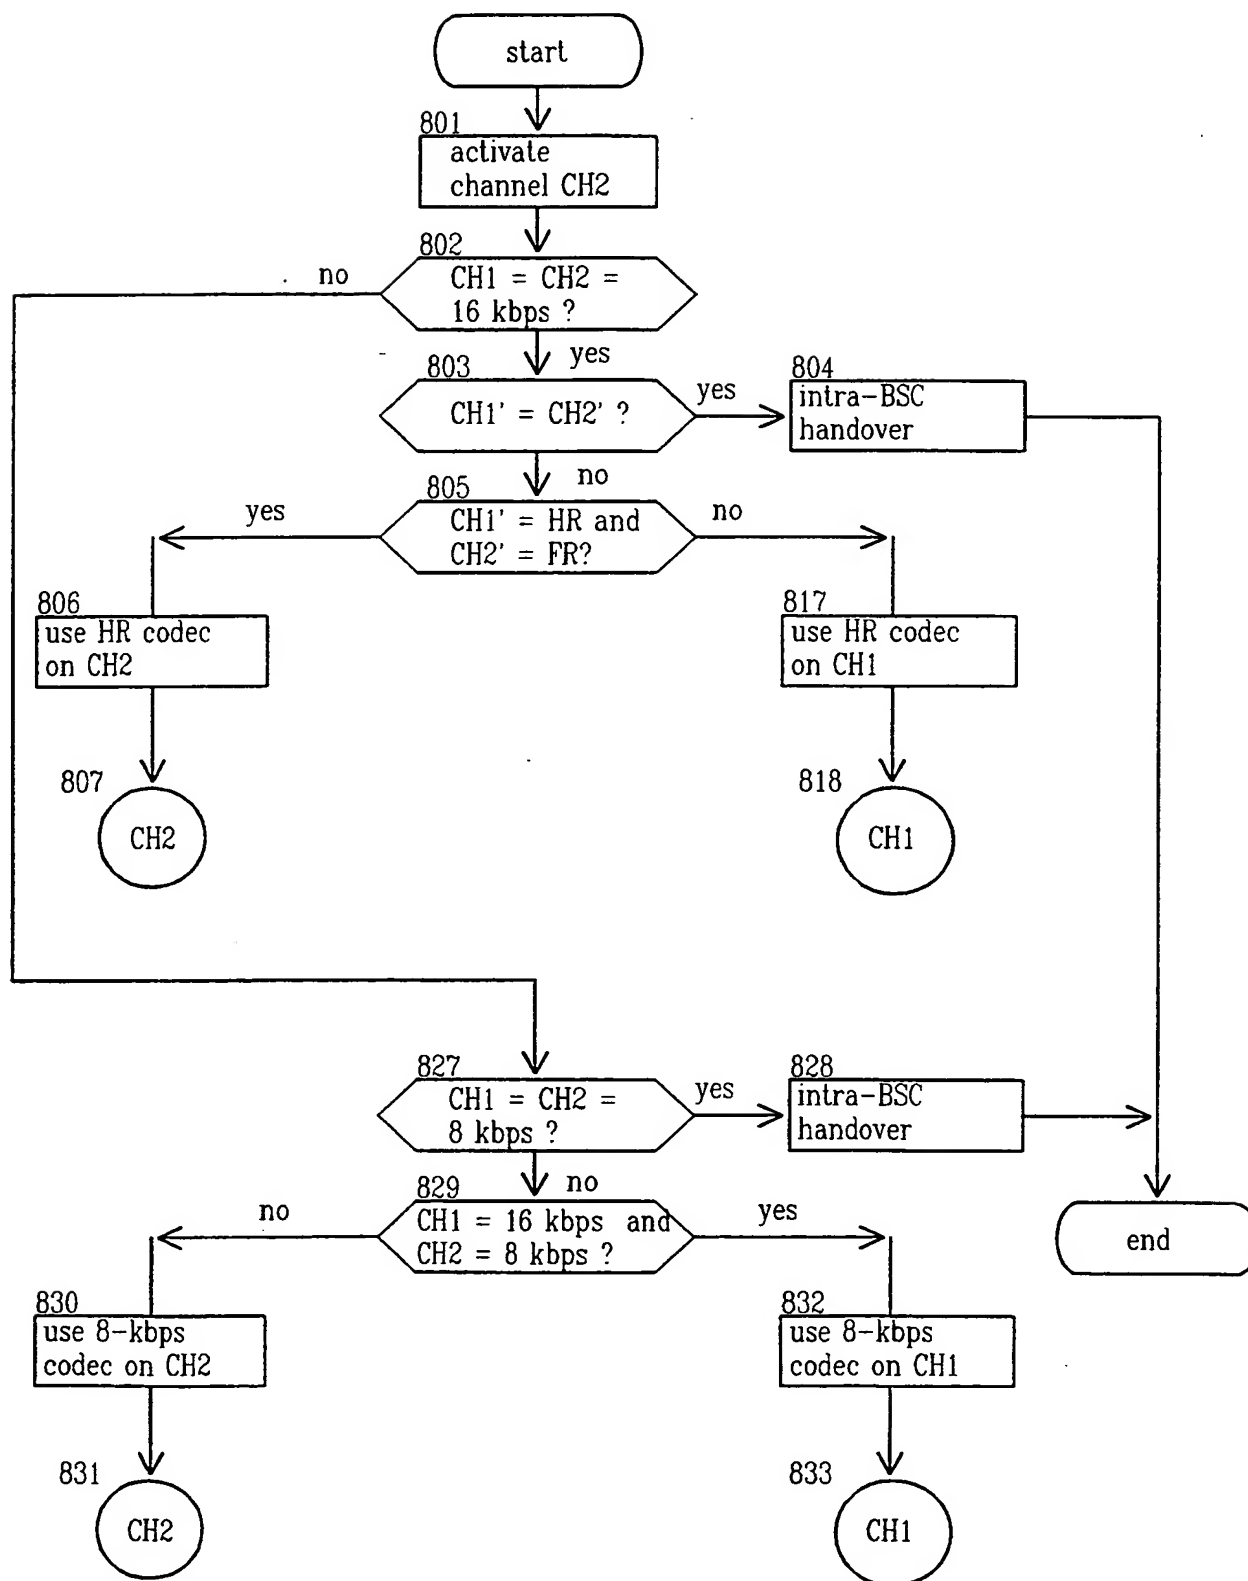 start
801
activate
channel CH2
802
no
CH1 = CH2 =
16 kbps ?
yes
803
CH1' = CH2' ?
yes
804
intra-BSC
handover
no
805
yes
CH1' = HR and
CH2' = FR?
no
806
use HR codec
on CH2
817
use HR codec
on CH1
807
CH2
818
CH1
827
CH1 = CH2 =
8 kbps ?
yes
828
intra-BSC
handover
no
829
no
CH1 = 16 kbps and
CH2 = 8 kbps ?
yes
end
830
use 8-kbps
codec on CH2
832
use 8-kbps
codec on CH1
831
CH2
833
CH1